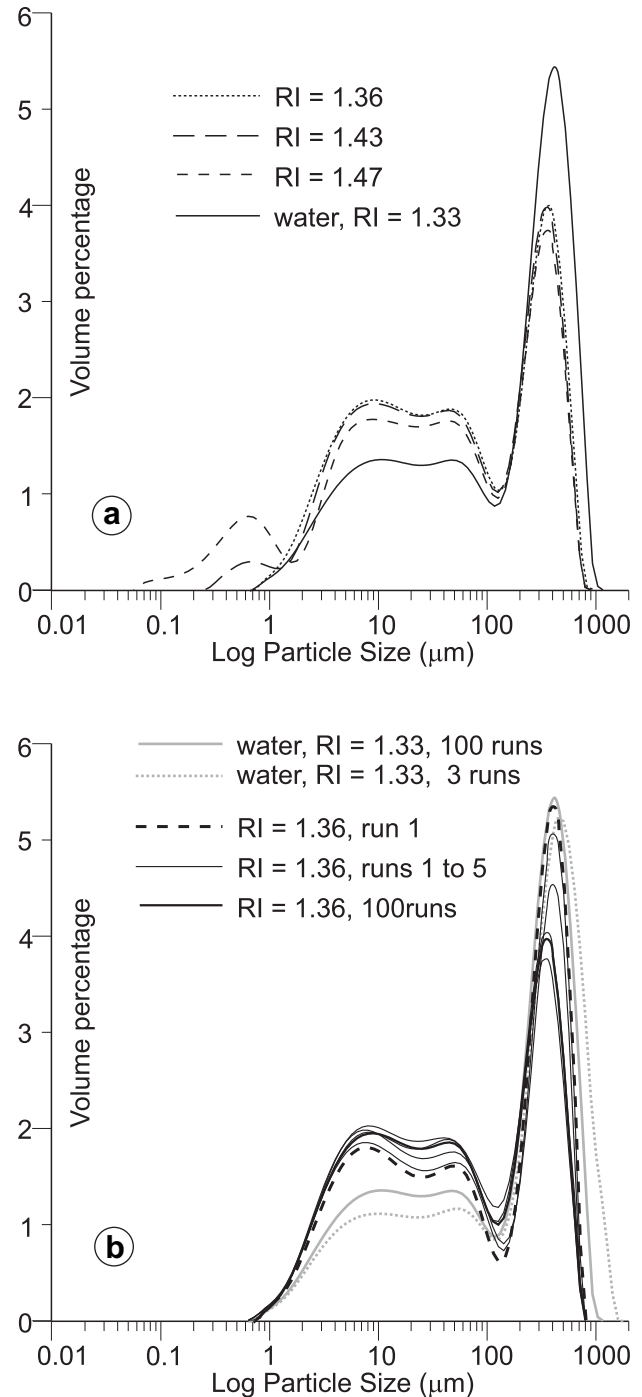 6
5
4
3
2
1
0
Volume percentage
RI = 1.36
RI = 1.43
RI = 1.47
water, RI = 1.33
a
0.01 0.1 1 10 100 1000
Log Particle Size (μm)
water, RI = 1.33, 100 runs
water, RI = 1.33, 3 runs
RI = 1.36, run 1
RI = 1.36, runs 1 to 5
RI = 1.36, 100runs
6
5
4
3
2
1
0
Volume percentage
b
0.01 0.1 1 10 100 1000
Log Particle Size (μm)